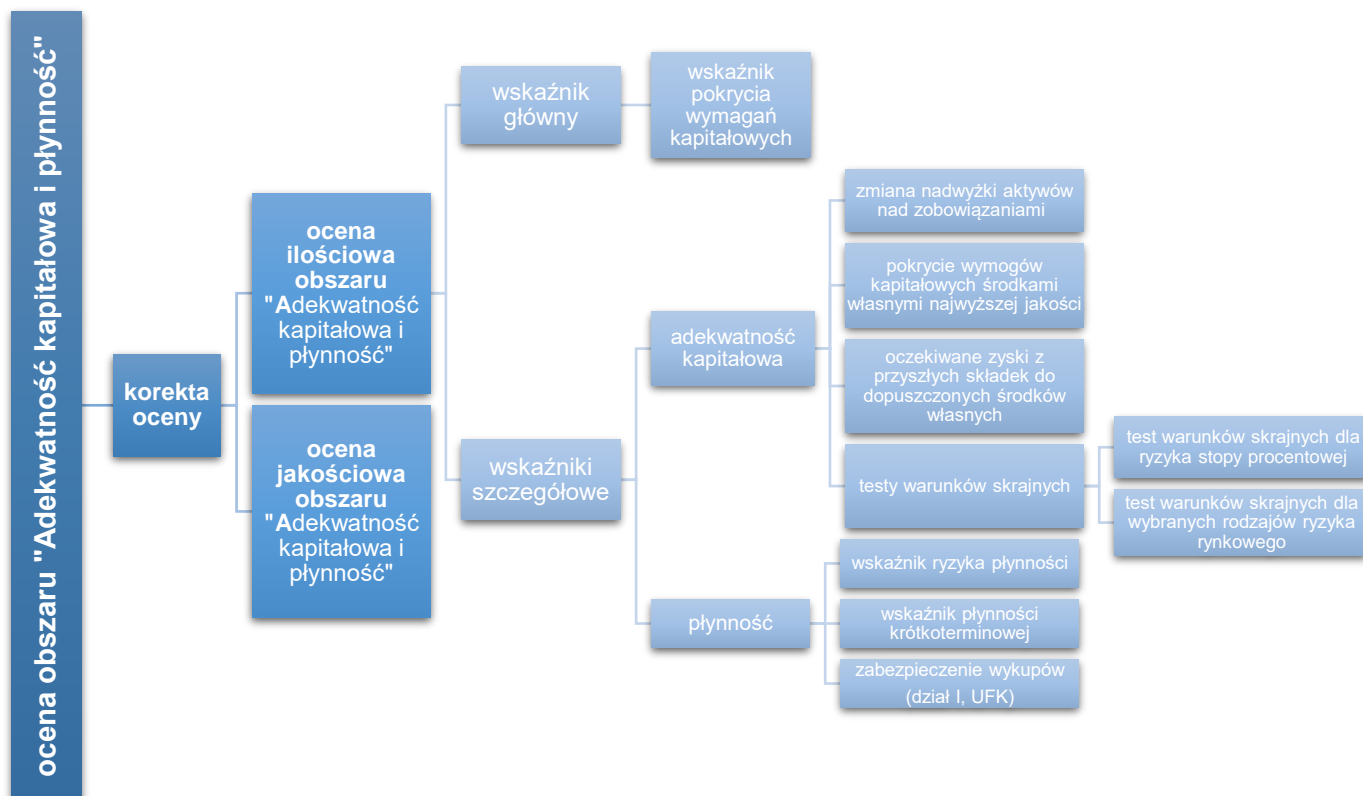 ocena obszaru "Adekwatność kapitałowa i płynność"
korekta
oceny
ocena
ilościowa
obszaru
"Adekwatność
kapitałowa i
płynność"
ocena
jakościowa
obszaru
"Adekwatność
kapitałowa i
płynność"
wskaźnik
główny
wskaźnik
pokrycia
wymagań
kapitałowych
wskaźniki
szczegółowe
adekwatność
kapitałowa
zmiana nadwyżki aktywów
nad zobowiązaniami
pokrycie wymogów
kapitałowych środkami
własnymi najwyższej jakości
oczekiwane zyski z
przyszłych składek do
dopuszczonych środków
własnych
testy warunków skrajnych
test warunków skrajnych dla
ryzyka stopy procentowej
test warunków skrajnych dla
wybranych rodzajów ryzyka
rynkowego
płynność
wskaźnik ryzyka płynności
wskaźnik płynności
krótkoterminowej
zabezpieczenie wykupów
(dział I, UFK)